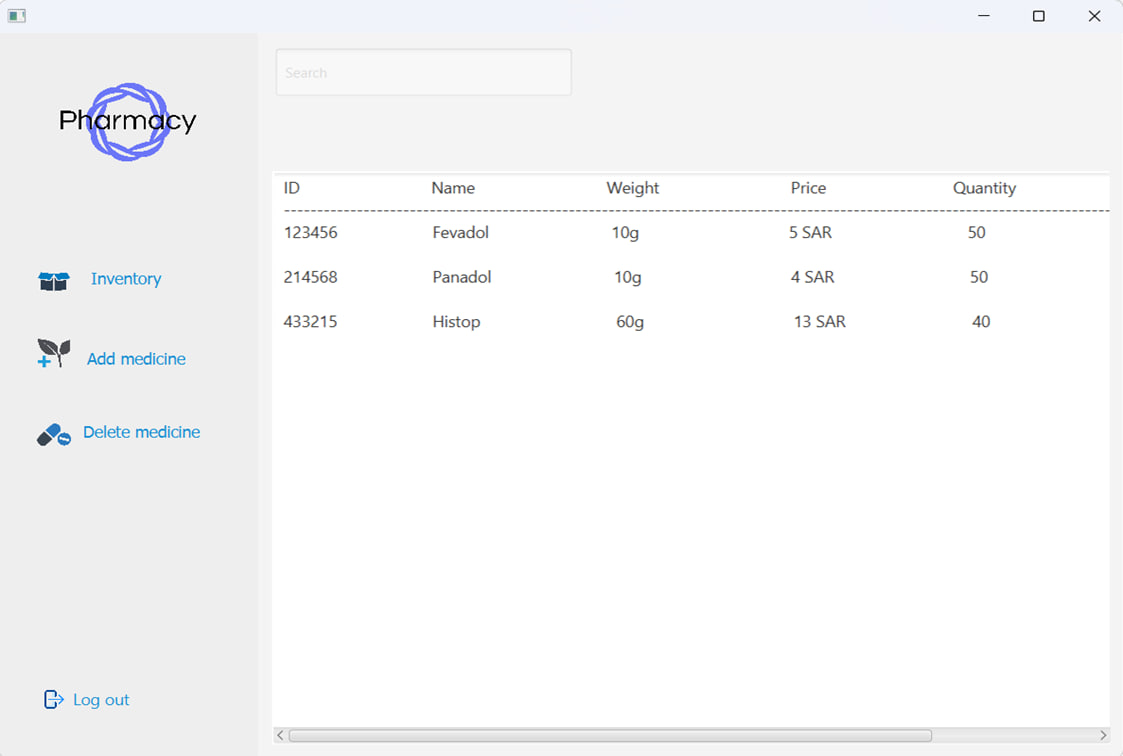 Pharmacy
Search
ID Name Weight Price Quantity
--------------------------------------------------------------------------------------------------------------------------------------------
123456 Fevadol 10g 5 SAR 50
214568 Panadol 10g 4 SAR 50
433215 Histop 60g 13 SAR 40
Inventory
Add medicine
Delete medicine
Log out